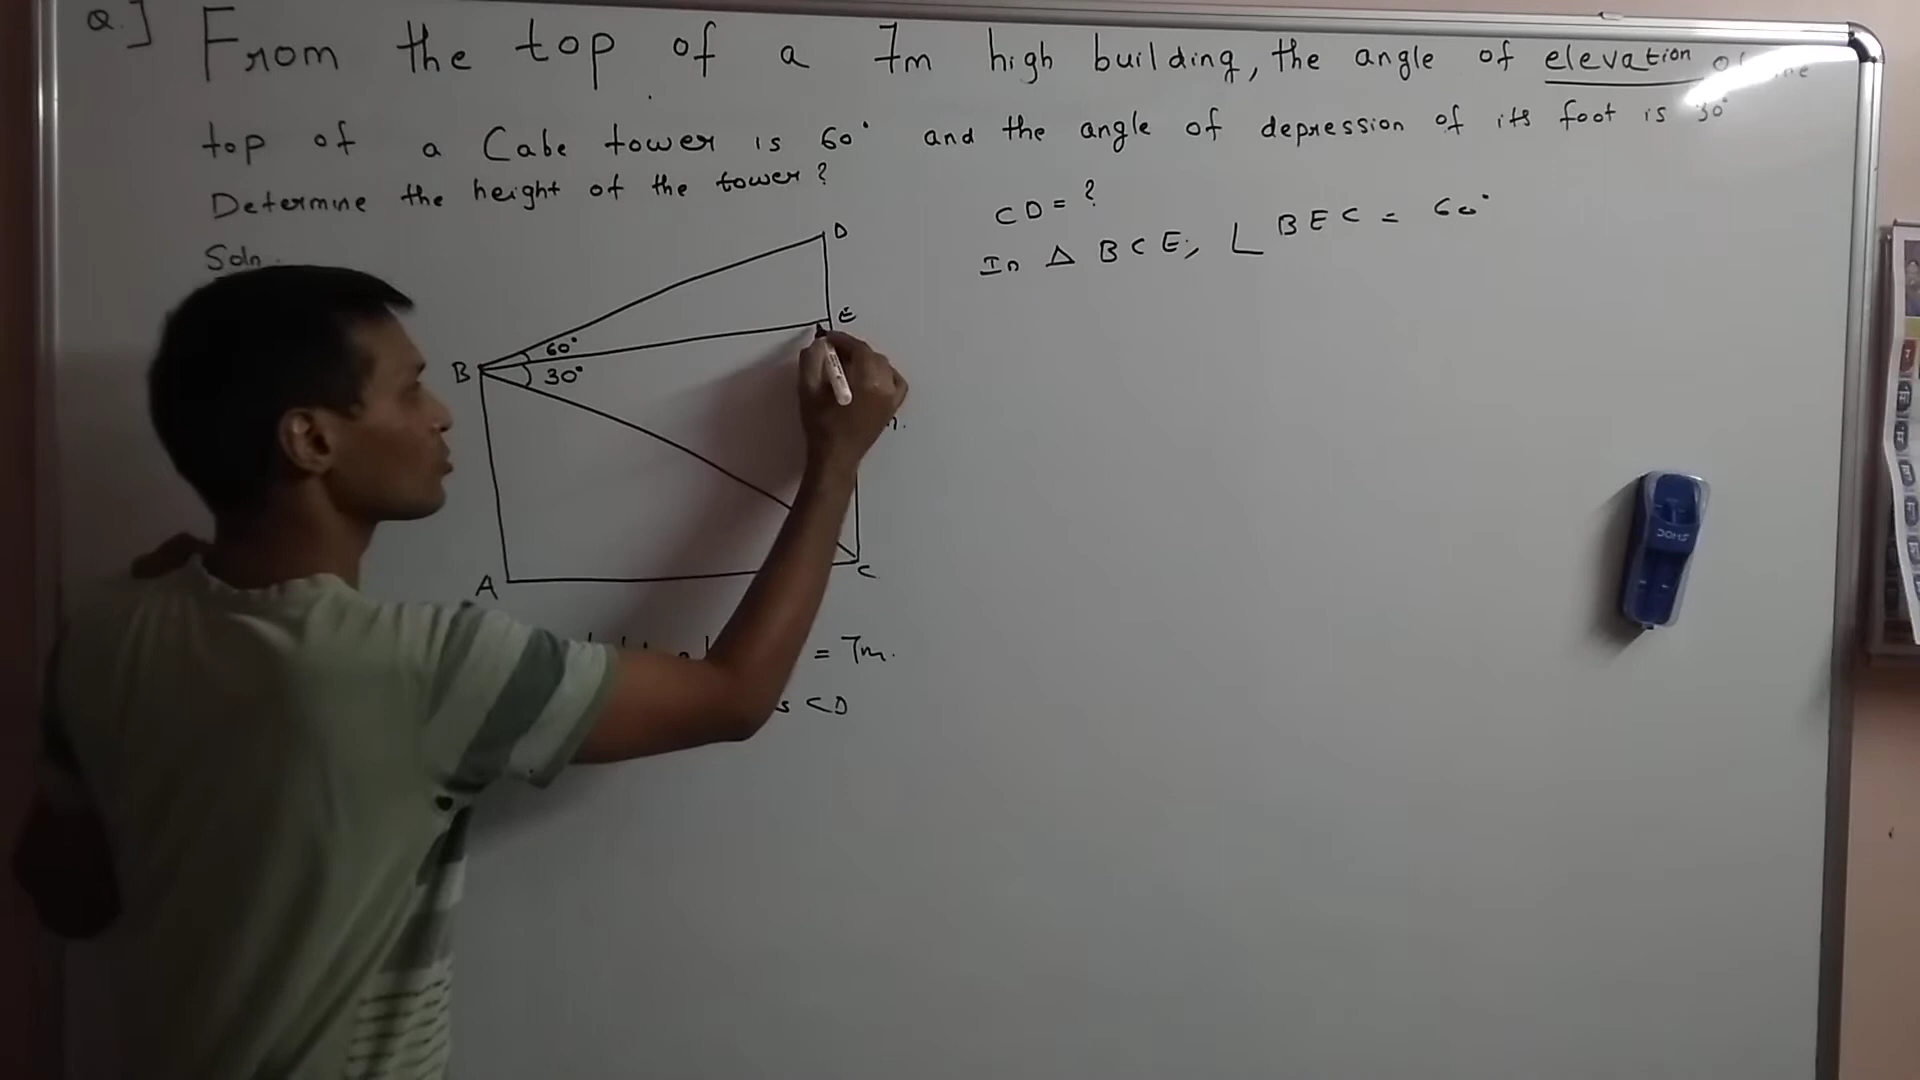 Q.] From the top of a 7m high building, the angle of elevation
top of a Cabe tower is 60° and the angle of depression of its foot is 30°
Determine the height of the tower?
Soln
CD = ?
In Δ BCE, ∠ BEC = 60°
D
E
B
60°
30°
A
C
= 7m.
CD
DOMS